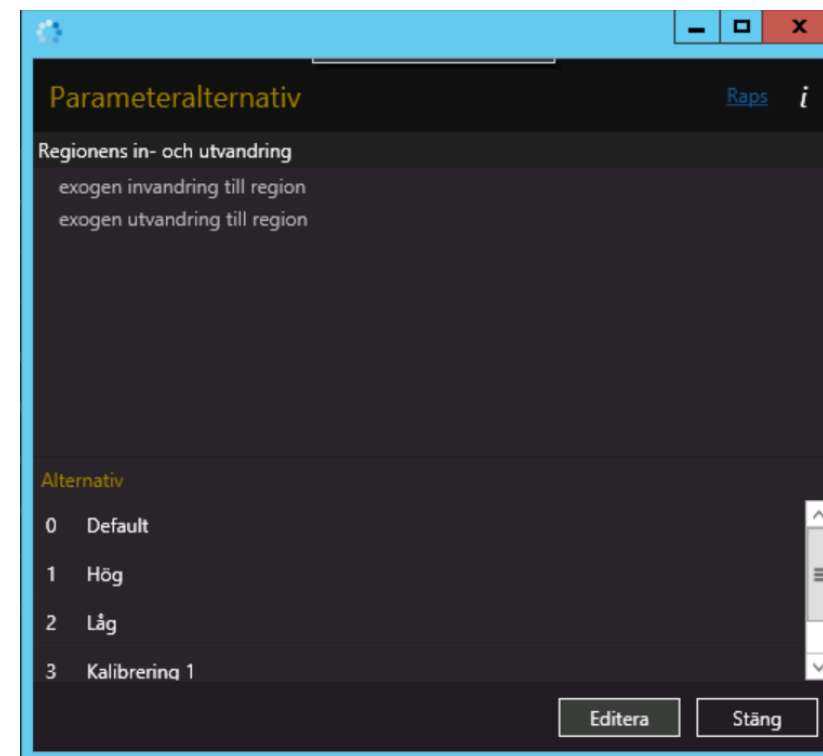 Parameteralternativ Raps i
Regionens in- och utvandring
exogen invandring till region
exogen utvandring till region
Alternativ
0 Default
1 Hög
2 Låg
3 Kalibrering 1
Editera Stäng